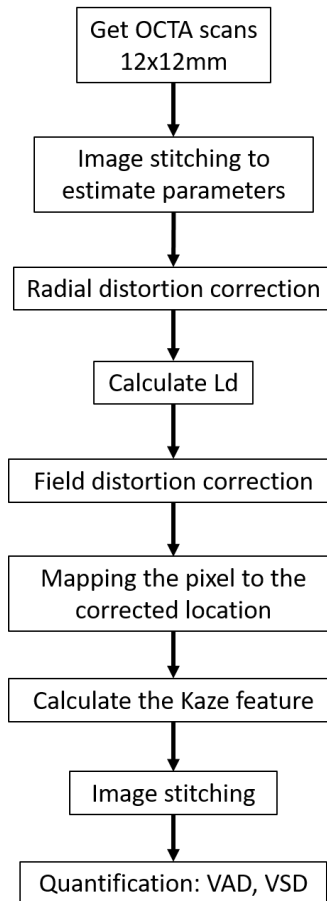 Get OCTA scans
12x12mm
Image stitching to
estimate parameters
Radial distortion correction
Calculate Ld
Field distortion correction
Mapping the pixel to the
corrected location
Calculate the Kaze feature
Image stitching
Quantification: VAD, VSD